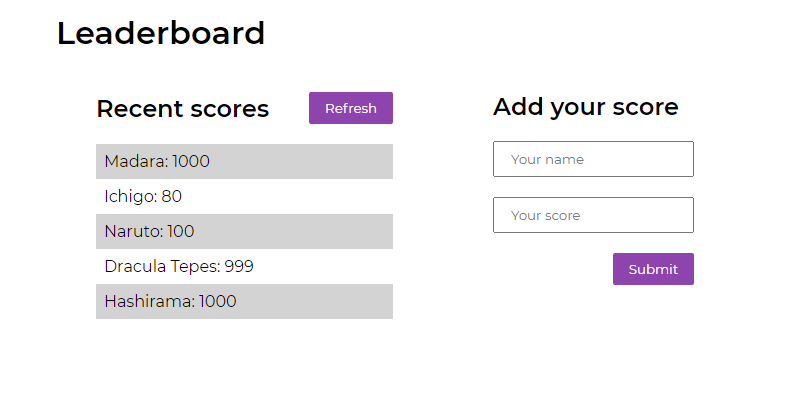 Leaderboard
Recent scores
Refresh
Madara: 1000
Ichigo: 80
Naruto: 100
Dracula Tepes: 999
Hashirama: 1000
Add your score
Your name
Your score
Submit